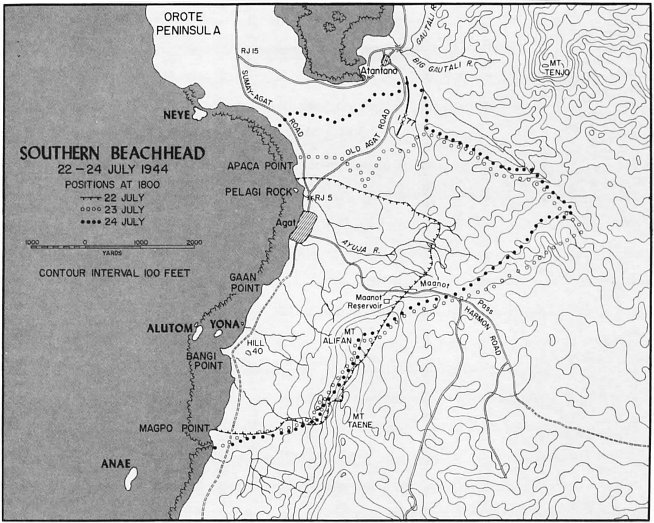 OROTE
PENINSULA
RJ 15
GAUTALI R.
BIG GAUTALI R.
Atantano
MT
TENJO
SUMAY-AGAT
ROAD
NEYE
OLD AGAT ROAD
1st 77
SOUTHERN BEACHHEAD
22 – 24 JULY 1944
POSITIONS AT 1800
22 JULY
23 JULY
24 JULY
1000 0 1000 2000
YARDS
CONTOUR INTERVAL 100 FEET
APACA POINT
PELAGI ROCK
RJ 5
Agat
AYUJA R.
GAAN
POINT
Maanot
Pass
Maanot
Reservoir
HARMON ROAD
ALUTOM
YONA
MT
ALIFAN
HILL
40
BANGI
POINT
MT
TAENE
MAGPO POINT
ANAE